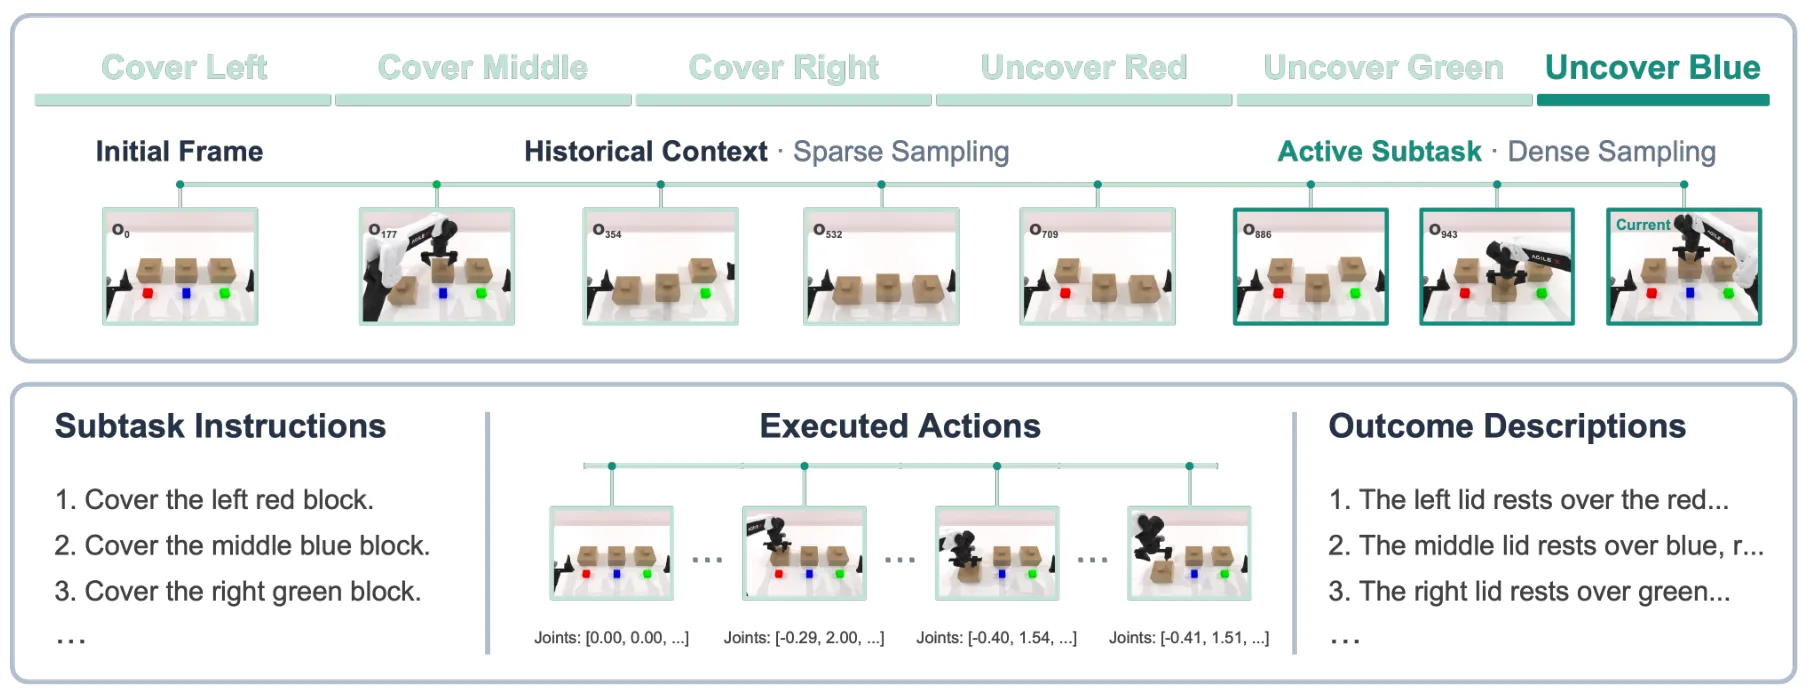 Cover Left
Cover Middle
Cover Right
Uncover Red
Uncover Green
Uncover Blue
Initial Frame
Historical Context · Sparse Sampling
Active Subtask · Dense Sampling
O0
O177
O354
O532
O709
O886
O943
Current
AGILE X
AGILE X
AGILE X
Subtask Instructions
1. Cover the left red block.
2. Cover the middle blue block.
3. Cover the right green block.
...
Executed Actions
... ... ...
Joints: [0.00, 0.00, ...]
Joints: [-0.29, 2.00, ...]
Joints: [-0.40, 1.54, ...]
Joints: [-0.41, 1.51, ...]
Outcome Descriptions
1. The left lid rests over the red...
2. The middle lid rests over blue, r...
3. The right lid rests over green...
...